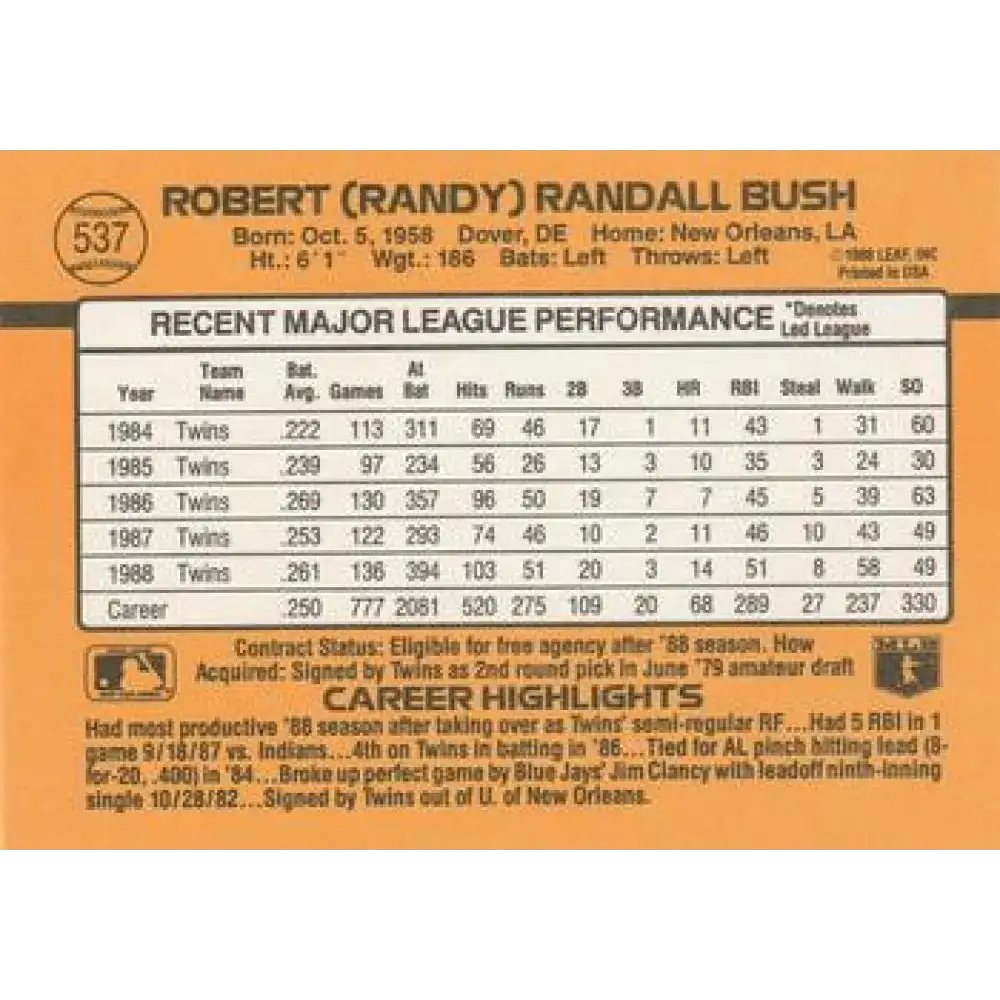 537
ROBERT (RANDY) RANDALL BUSH
Born: Oct. 5, 1958 Dover, DE Home: New Orleans, LA
Ht.: 6'1" Wgt.: 186 Bats: Left Throws: Left
© 1988 LEAF, INC
Printed in USA
RECENT MAJOR LEAGUE PERFORMANCE *Denotes Led League
Year Team Name Bat. Avg. Games At Bat Hits Runs 2B 3B HR RBI Steal Walk SO
1984 Twins .222 113 311 69 46 17 1 11 43 1 31 60
1985 Twins .239 97 234 56 26 13 3 10 35 3 24 30
1986 Twins .269 130 357 96 50 19 7 7 45 5 39 63
1987 Twins .253 122 293 74 46 10 2 11 46 10 43 49
1988 Twins .261 136 394 103 51 20 3 14 51 8 58 49
Career .250 777 2081 520 275 109 20 68 289 27 237 330
Contract Status: Eligible for free agency after '88 season. How
Acquired: Signed by Twins as 2nd round pick in June '79 amateur draft
CAREER HIGHLIGHTS
Had most productive '88 season after taking over as Twins' semi-regular RF...Had 5 RBI in 1
game 9/18/87 vs. Indians...4th on Twins in batting in '86...Tied for AL pinch hitting lead (8-
for-20, .400) in '84...Broke up perfect game by Blue Jays' Jim Clancy with leadoff ninth-inning
single 10/28/82...Signed by Twins out of U. of New Orleans.